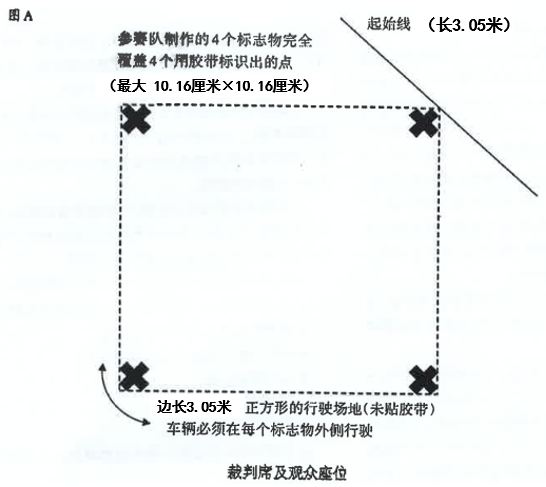 图A
起始线（长3.05米）
参赛队制作的4个标志物完全
覆盖4个用胶带标识出的点
（最大 10.16厘米×10.16厘米）
边长3.05米 正方形的行驶场地(未贴胶带)
车辆必须在每个标志物外侧行驶
裁判席及观众座位